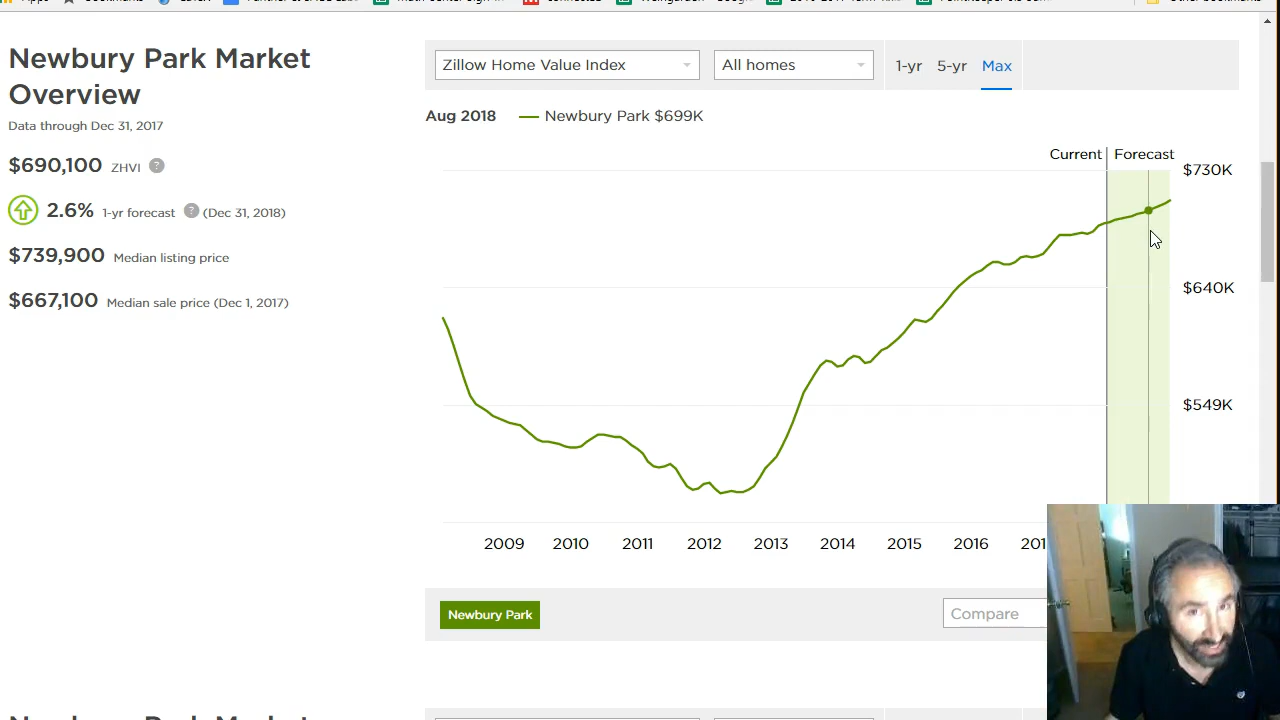 Newbury Park Market
Overview
Data through Dec 31, 2017
$690,100 ZHVI ?
2.6% 1-yr forecast ? (Dec 31, 2018)
$739,900 Median listing price
$667,100 Median sale price (Dec 1, 2017)
Zillow Home Value Index All homes 1-yr 5-yr Max
Aug 2018 Newbury Park $699K
Current Forecast
$730K
$640K
$549K
2009 2010 2011 2012 2013 2014 2015 2016 201
Newbury Park Compare